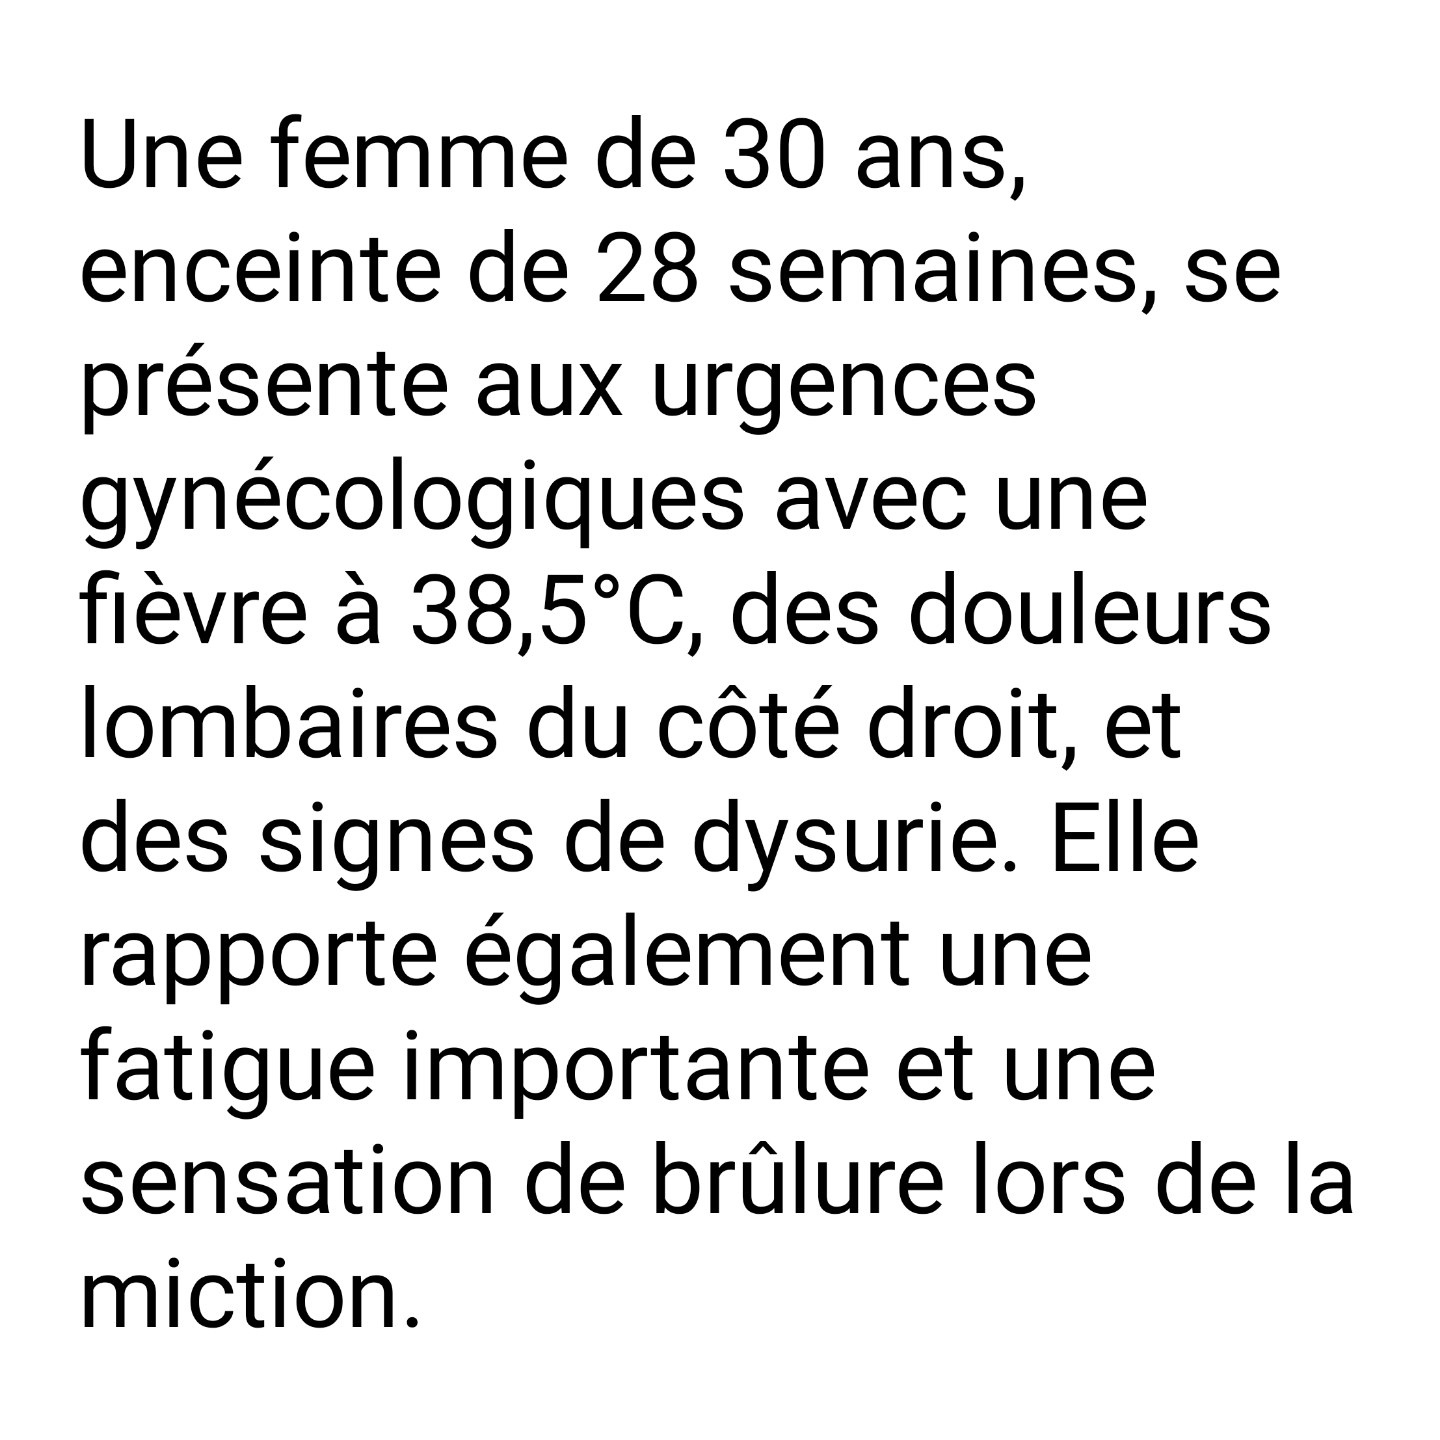 Une femme de 30 ans,
enceinte de 28 semaines, se
présente aux urgences
gynécologiques avec une
fièvre à 38,5°C, des douleurs
lombaires du côté droit, et
des signes de dysurie. Elle
rapporte également une
fatigue importante et une
sensation de brûlure lors de la
miction.